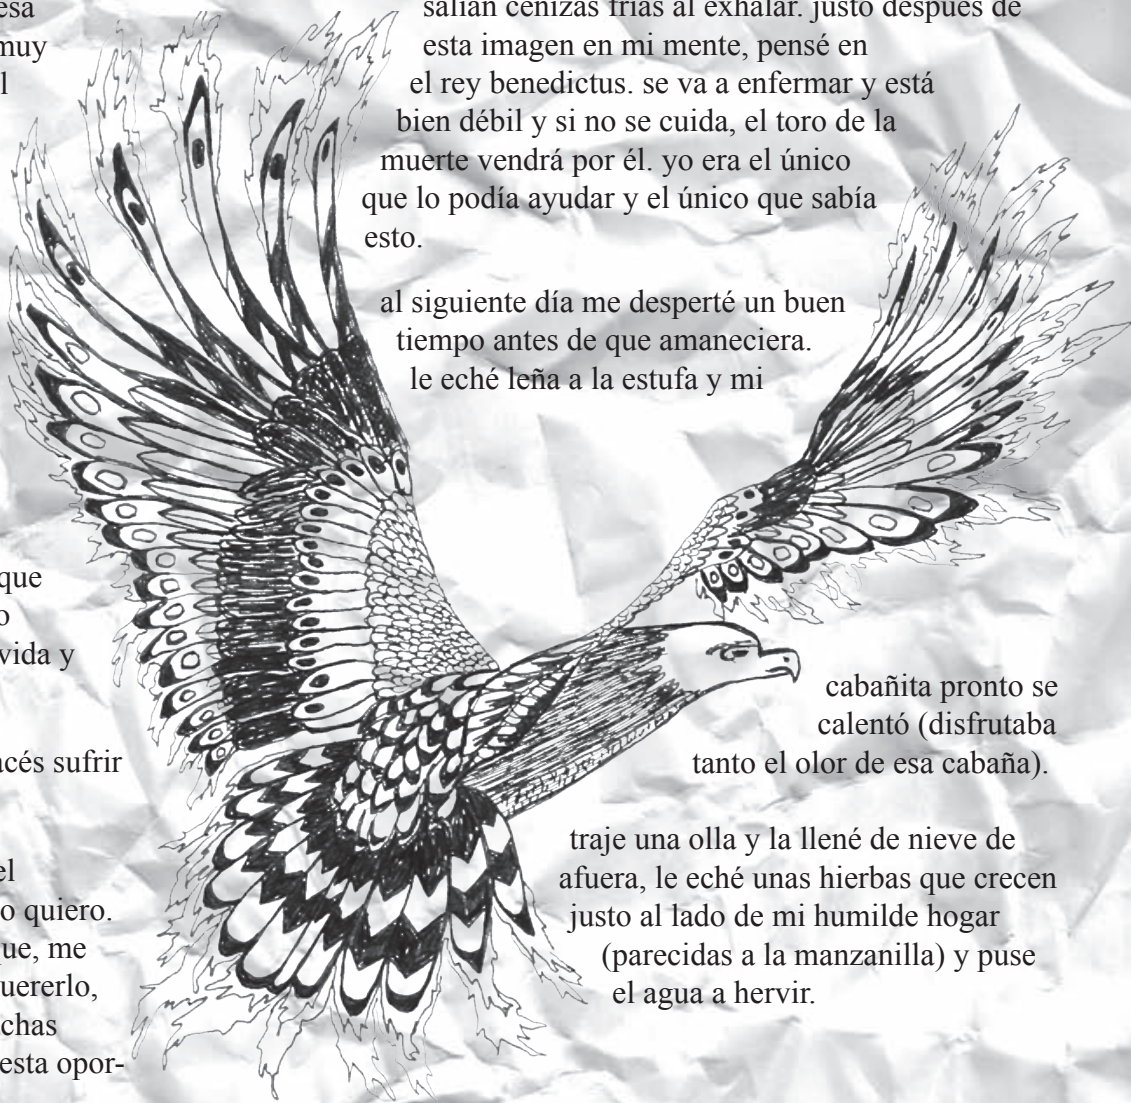 esa
muy
l
que
o
vida y
acés sufrir
el
o quiero.
ue, me
uererlo,
chas
esta opor-
salían cenizas frías al exhalar. justo después de
esta imagen en mi mente, pensé en
el rey benedictus. se va a enfermar y está
bien débil y si no se cuida, el toro de la
muerte vendrá por él. yo era el único
que lo podía ayudar y el único que sabía
esto.
al siguiente día me desperté un buen
tiempo antes de que amaneciera.
le eché leña a la estufa y mi
cabañita pronto se
calentó (disfrutaba
tanto el olor de esa cabaña).
traje una olla y la llené de nieve de
afuera, le eché unas hierbas que crecen
justo al lado de mi humilde hogar
(parecidas a la manzanilla) y puse
el agua a hervir.